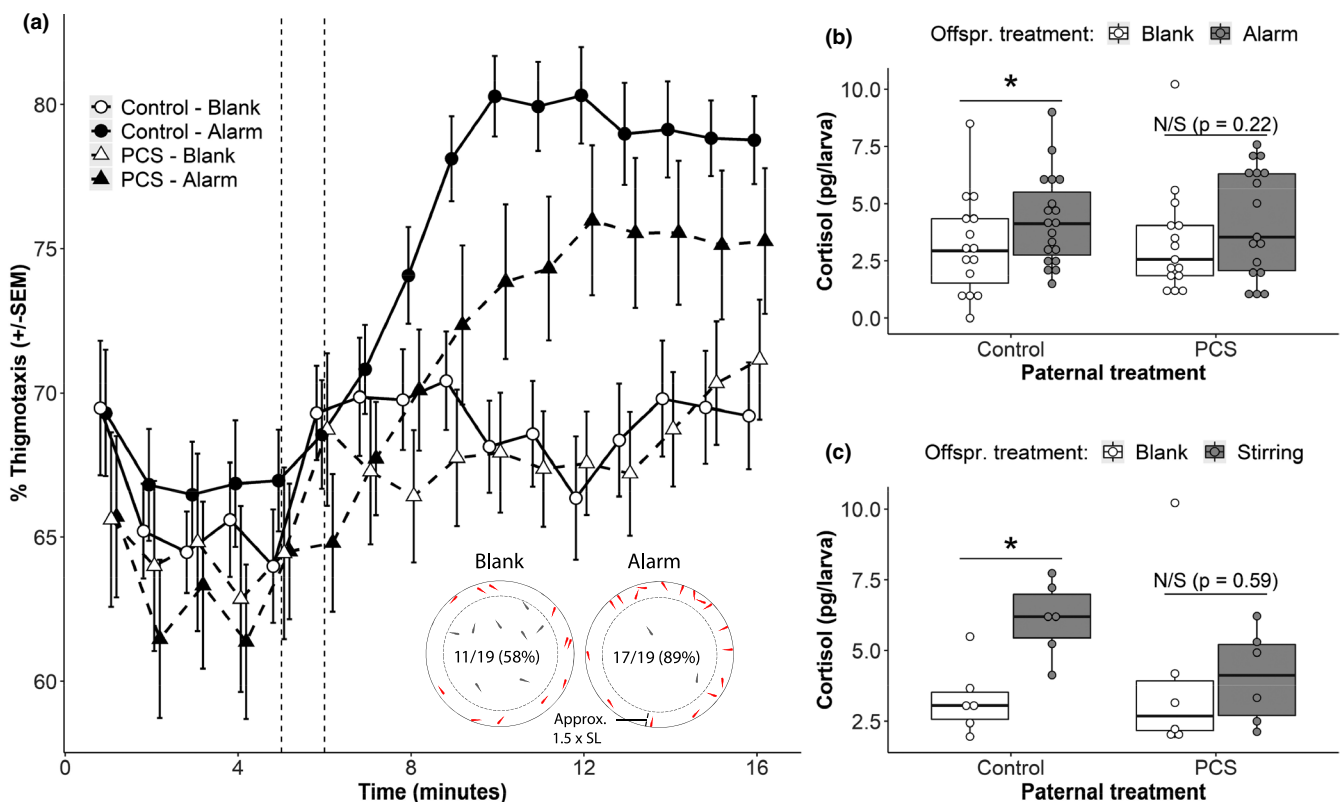 (a)
% Thigmotaxis (+/-SEM)
80
75
70
65
60
Control - Blank
Control - Alarm
PCS - Blank
PCS - Alarm
Blank
Alarm
11/19 (58%)
17/19 (89%)
Approx.
1.5 x SL
0
4
8
12
16
Time (minutes)
(b)
Offspr. treatment: Blank Alarm
Cortisol (pg/larva)
10.0
7.5
5.0
2.5
0.0
*
N/S (p = 0.22)
Control
PCS
Paternal treatment
(c)
Offspr. treatment: Blank Stirring
Cortisol (pg/larva)
10.0
7.5
5.0
2.5
*
N/S (p = 0.59)
Control
PCS
Paternal treatment